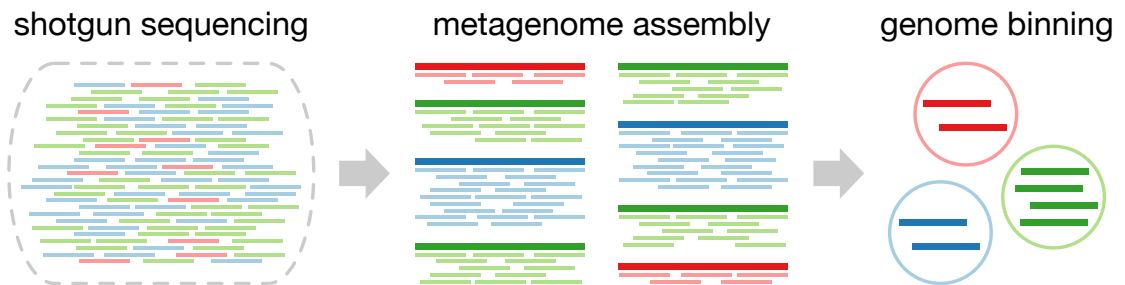 shotgun sequencing
metagenome assembly
genome binning